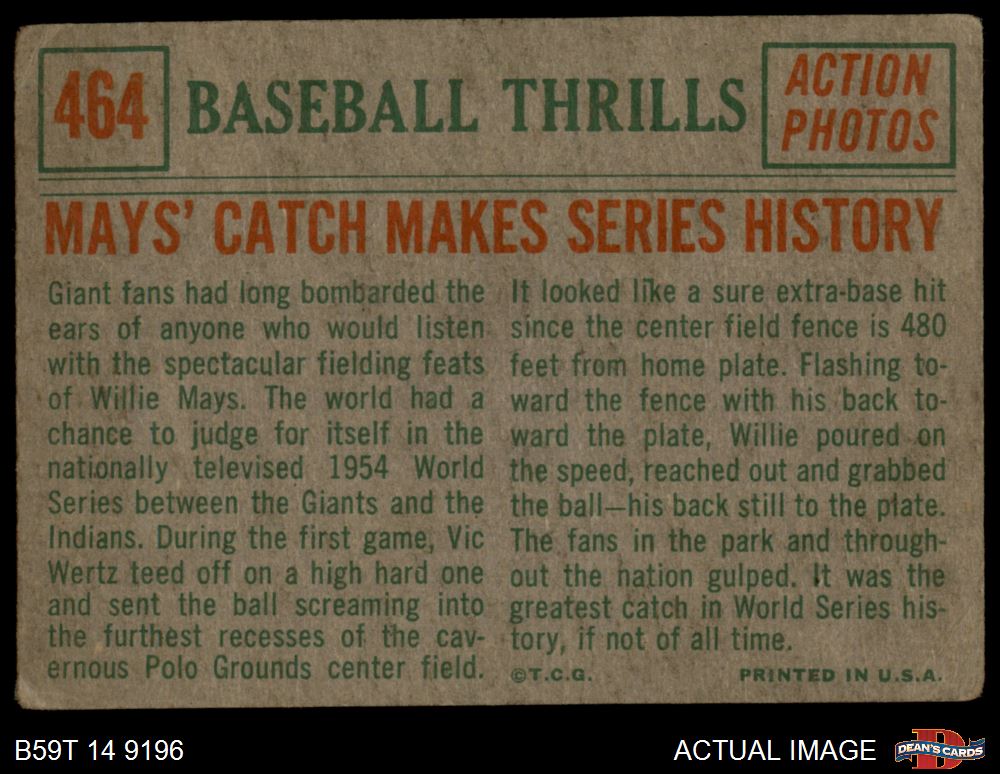 464
BASEBALL THRILLS
ACTION
PHOTOS
MAYS' CATCH MAKES SERIES HISTORY
Giant fans had long bombarded the
ears of anyone who would listen
with the spectacular fielding feats
of Willie Mays. The world had a
chance to judge for itself in the
nationally televised 1954 World
Series between the Giants and the
Indians. During the first game, Vic
Wertz teed off on a high hard one
and sent the ball screaming into
the furthest recesses of the cav-
ernous Polo Grounds center field.
It looked like a sure extra-base hit
since the center field fence is 480
feet from home plate. Flashing to-
ward the fence with his back to-
ward the plate, Willie poured on
the speed, reached out and grabbed
the ball—his back still to the plate.
The fans in the park and through-
out the nation gulped. It was the
greatest catch in World Series his-
tory, if not of all time.
©T.C.G.
PRINTED IN U.S.A.
B59T 14 9196
ACTUAL IMAGE
D
DEAN'S CARDS